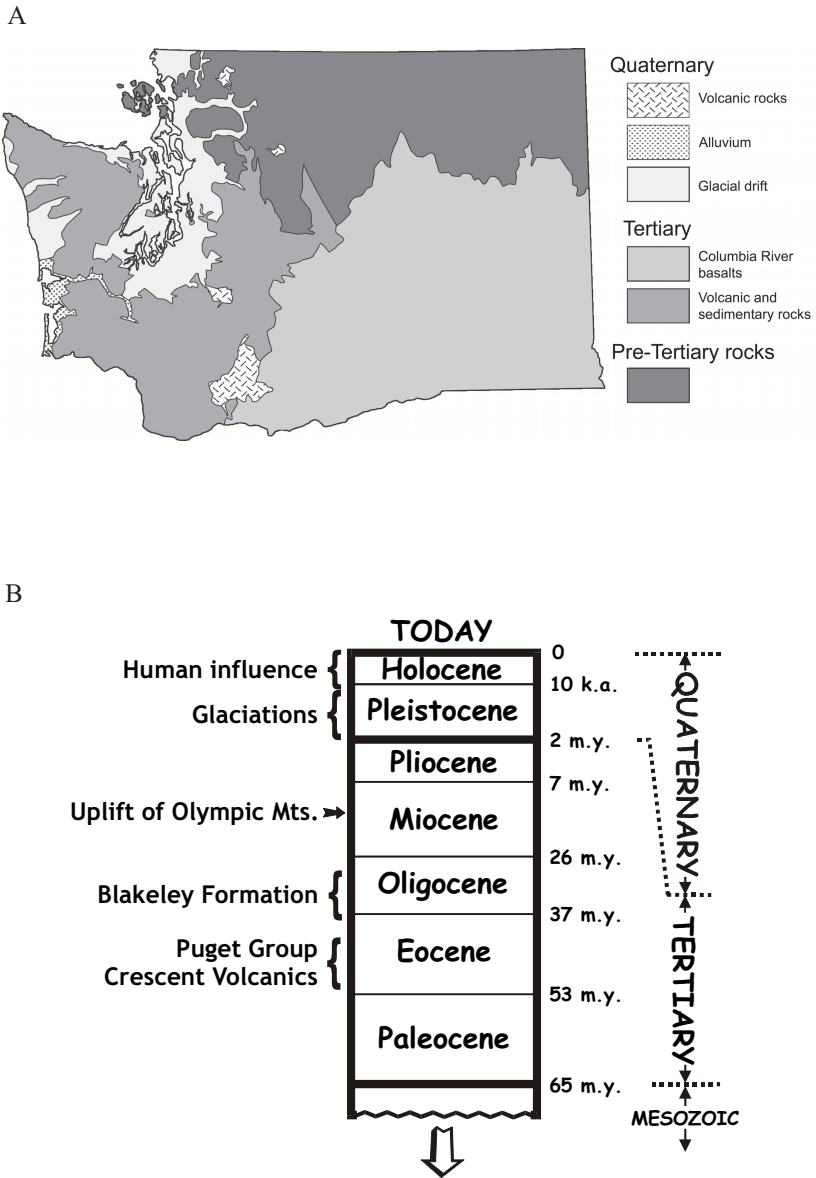 A
Quaternary
Volcanic rocks
Alluvium
Glacial drift
Tertiary
Columbia River
basalts
Volcanic and
sedimentary rocks
Pre-Tertiary rocks
B
TODAY
0
Human influence
Holocene
10 k.a.
Glaciations
Pleistocene
2 m.y.
Pliocene
7 m.y.
Uplift of Olympic Mts.
Miocene
26 m.y.
Blakeley Formation
Oligocene
37 m.y.
Puget Group
Crescent Volcanics
Eocene
53 m.y.
Paleocene
65 m.y.
QUATERNARY
TERTIARY
MESOZOIC